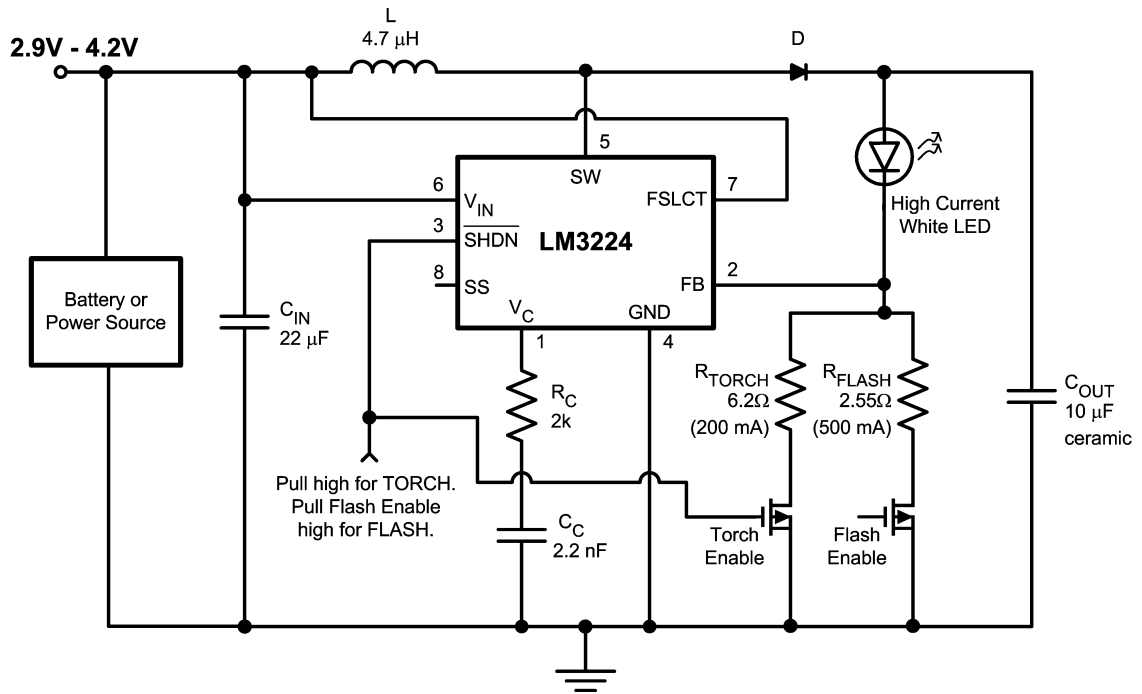 L
4.7 μH
2.9V - 4.2V
D
5
SW
6
VIN
7
FSLCT
3
SHDN
LM3224
8
SS
2
FB
VC
GND
1
4
High Current
White LED
Battery or
Power Source
CIN
22 μF
RC
2k
RTORCH
6.2Ω
(200 mA)
RFLASH
2.55Ω
(500 mA)
COUT
10 μF
ceramic
Pull high for TORCH.
Pull Flash Enable
high for FLASH.
CC
2.2 nF
Torch
Enable
Flash
Enable